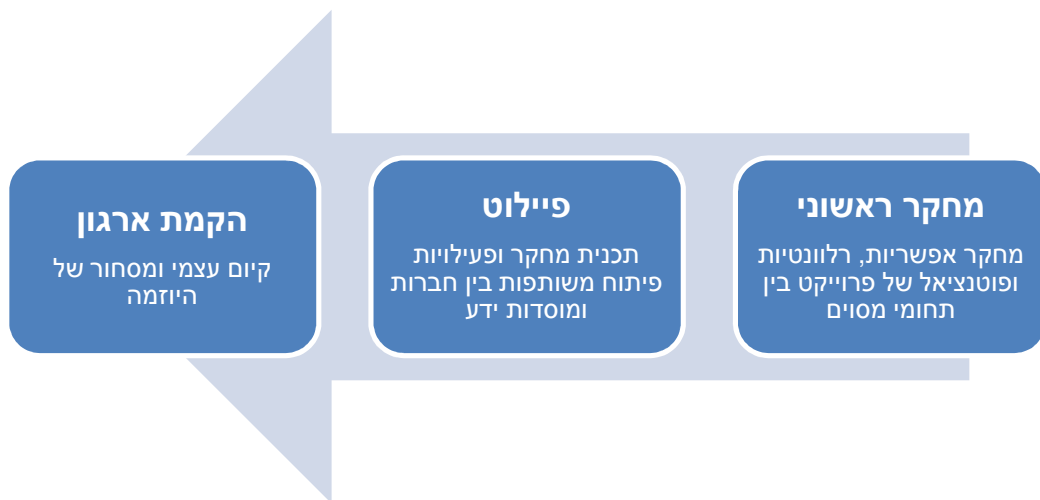 מחקר ראשוני
מחקר אפשריות, רלוונטיות
ופוטנציאל של פרוייקט בין
תחומי מסוים
פיילוט
תכנית מחקר ופעילויות
פיתוח משותפות בין חברות
ומוסדות ידע
הקמת ארגון
קיום עצמי ומסחור של
היוזמה